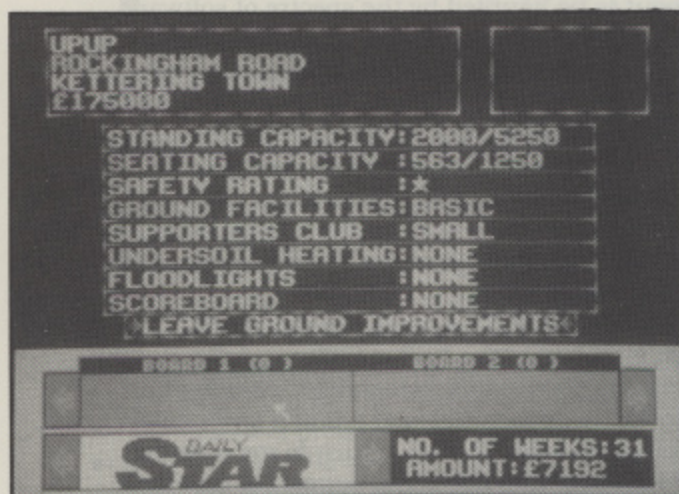 UPUP
ROCKINGHAM ROAD
KETTERING TOWN
£175000
STANDING CAPACITY:2000/5250
SEATING CAPACITY :563/1250
SAFETY RATING :★
GROUND FACILITIES:BASIC
SUPPORTERS CLUB :SMALL
UNDERSOIL HEATING:NONE
FLOODLIGHTS :NONE
SCOREBOARD :NONE
LEAVE GROUND IMPROVEMENTS
BOARD 1 (0 ) BOARD 2 (0 )
DAILY
STAR
NO. OF WEEKS:31
AMOUNT:£7192